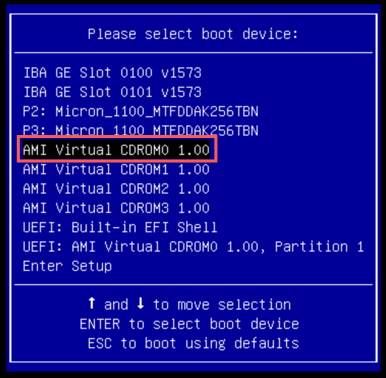 Please select boot device:
IBA GE Slot 0100 v1573
IBA GE Slot 0101 v1573
P2: Micron_1100_MTFDDAK256TBN
P3: Micron_1100_MTFDDAK256TBN
AMI Virtual CDROM0 1.00
AMI Virtual CDROM1 1.00
AMI Virtual CDROM2 1.00
AMI Virtual CDROM3 1.00
UEFI: Built-in EFI Shell
UEFI: AMI Virtual CDROM0 1.00, Partition 1
Enter Setup
↑ and ↓ to move selection
ENTER to select boot device
ESC to boot using defaults